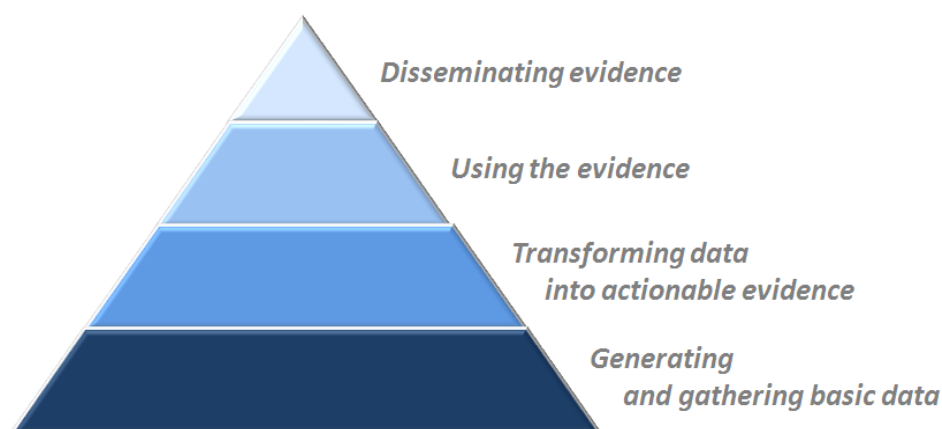 Disseminating evidence
Using the evidence
Transforming data
into actionable evidence
Generating
and gathering basic data